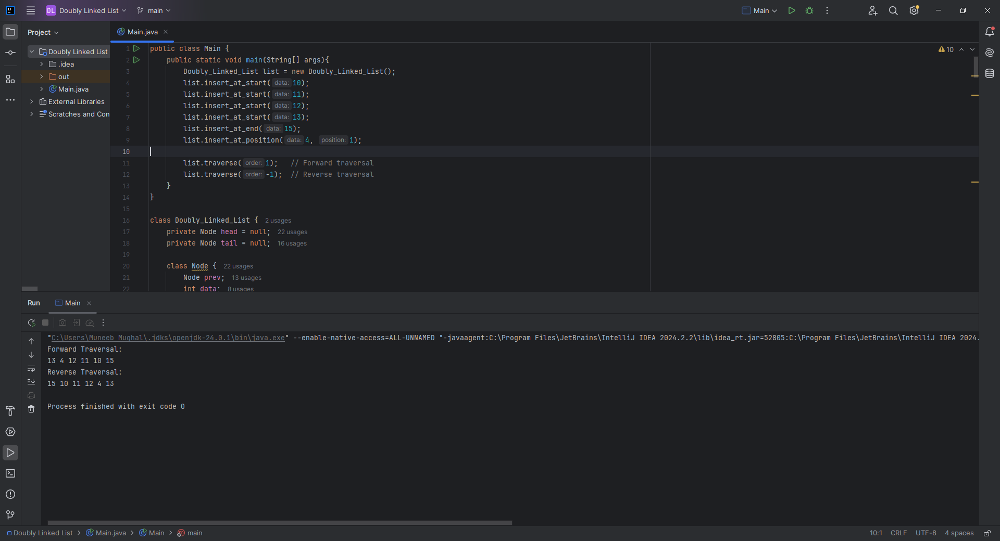 DL Doubly Linked List main Main
Project
Main.java
Doubly Linked List
.idea
out
Main.java
External Libraries
Scratches and Con
10
1 public class Main {
2 public static void main(String[] args){
3 Doubly_Linked_List list = new Doubly_Linked_List();
4 list.insert_at_start( data: 10);
5 list.insert_at_start( data: 11);
6 list.insert_at_start( data: 12);
7 list.insert_at_start( data: 13);
8 list.insert_at_end( data: 15);
9 list.insert_at_position( data: 4, position: 1);
10
11 list.traverse( order: 1); // Forward traversal
12 list.traverse( order: -1); // Reverse traversal
13 }
14 }
15
16 class Doubly_Linked_List { 2 usages
17 private Node head = null; 22 usages
18 private Node tail = null; 16 usages
19
20 class Node { 22 usages
21 Node prev; 13 usages
22 int data; 8 usages
Run Main
"C:\Users\Muneeb Mughal\.jdks\openjdk-24.0.1\bin\java.exe" --enable-native-access=ALL-UNNAMED "-javaagent:C:\Program Files\JetBrains\IntelliJ IDEA 2024.2.2\lib\idea_rt.jar=52805:C:\Program Files\JetBrains\IntelliJ IDEA 2024.
Forward Traversal:
13 4 12 11 10 15
Reverse Traversal:
15 10 11 12 4 13
Process finished with exit code 0
Doubly Linked List > Main.java > Main > main
10:1 CRLF UTF-8 4 spaces